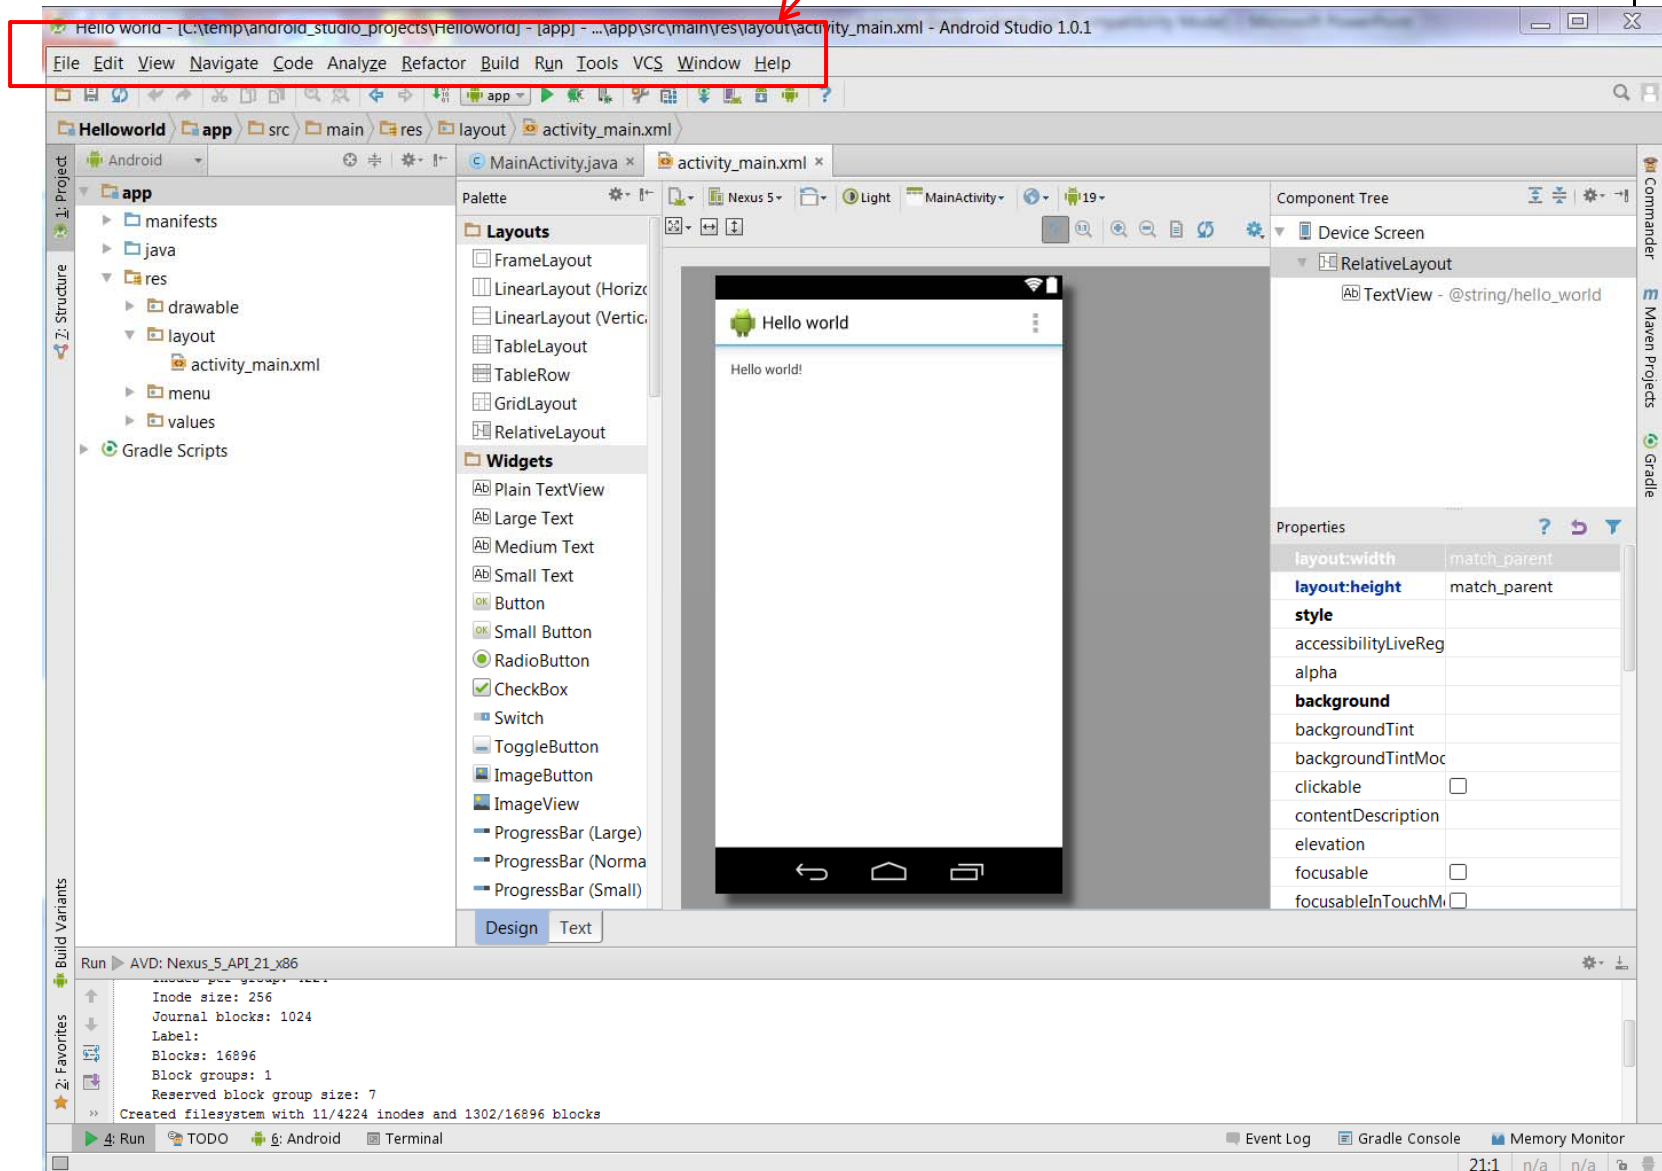 Hello world - [C:\temp\android_studio_projects\Helloworld] - [app] - ...\app\src\main\res\layout\activity_main.xml - Android Studio 1.0.1
File Edit View Navigate Code Analyze Refactor Build Run Tools VCS Window Help
app
Helloworld app src main res layout activity_main.xml
1: Project
7: Structure
Build Variants
2: Favorites
Android
app
manifests
java
res
drawable
layout
activity_main.xml
menu
values
Gradle Scripts
MainActivity.java activity_main.xml
Palette
Layouts
FrameLayout
LinearLayout (Horizo
LinearLayout (Vertic
TableLayout
TableRow
GridLayout
RelativeLayout
Widgets
Plain TextView
Large Text
Medium Text
Small Text
Button
Small Button
RadioButton
CheckBox
Switch
ToggleButton
ImageButton
ImageView
ProgressBar (Large)
ProgressBar (Norma
ProgressBar (Small)
Design Text
Nexus 5 Light MainActivity 19
Hello world
Hello world!
Component Tree
Device Screen
RelativeLayout
TextView - @string/hello_world
Properties
layout:width match_parent
layout:height match_parent
style
accessibilityLiveReg
alpha
background
backgroundTint
backgroundTintMod
clickable
contentDescription
elevation
focusable
focusableInTouchM
Commander
Maven Projects
Gradle
Run AVD: Nexus_5_API_21_x86
Inodes per group: 4224
Inode size: 256
Journal blocks: 1024
Label:
Blocks: 16896
Block groups: 1
Reserved block group size: 7
Created filesystem with 11/4224 inodes and 1302/16896 blocks
4: Run TODO 6: Android Terminal Event Log Gradle Console Memory Monitor
21:1 n/a n/a